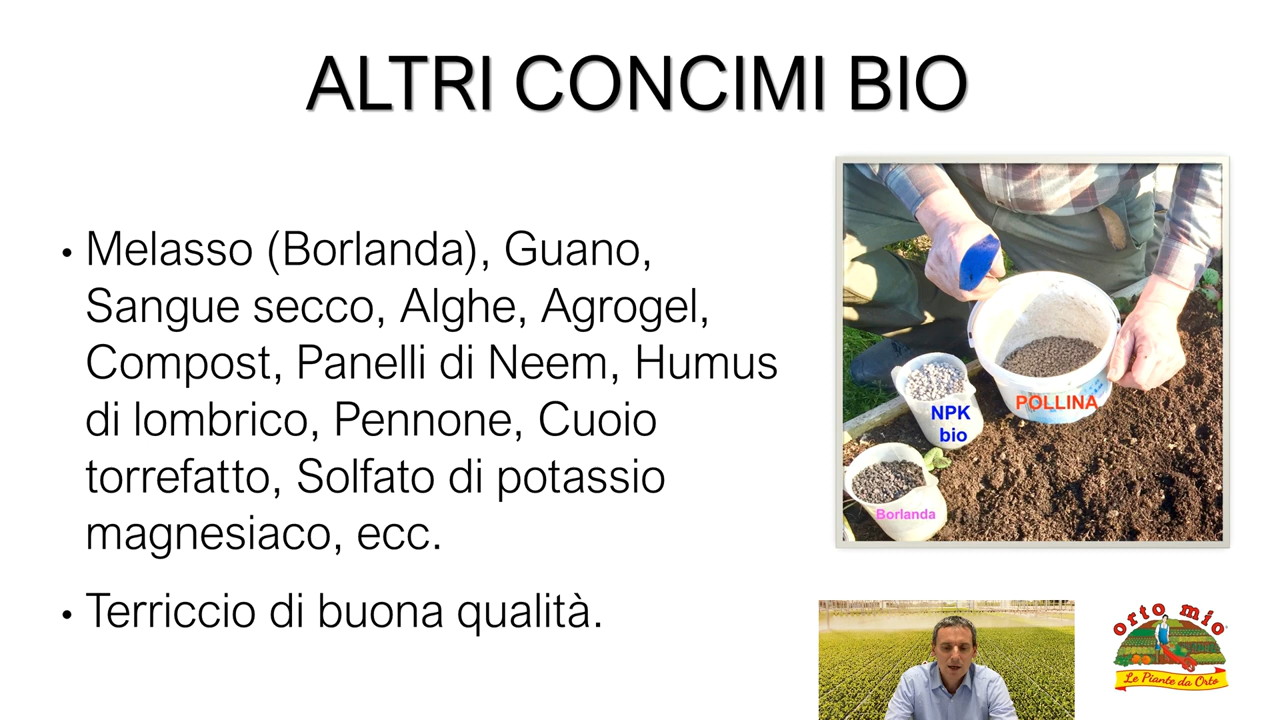 ALTRI CONCIMI BIO
• Melasso (Borlanda), Guano,
Sangue secco, Alghe, Agrogel,
Compost, Panelli di Neem, Humus
di lombrico, Pennone, Cuoio
torrefatto, Solfato di potassio
magnesiaco, ecc.
• Terriccio di buona qualità.
POLLINA
NPK
bio
Borlanda
orto mio
Le Piante da Orto